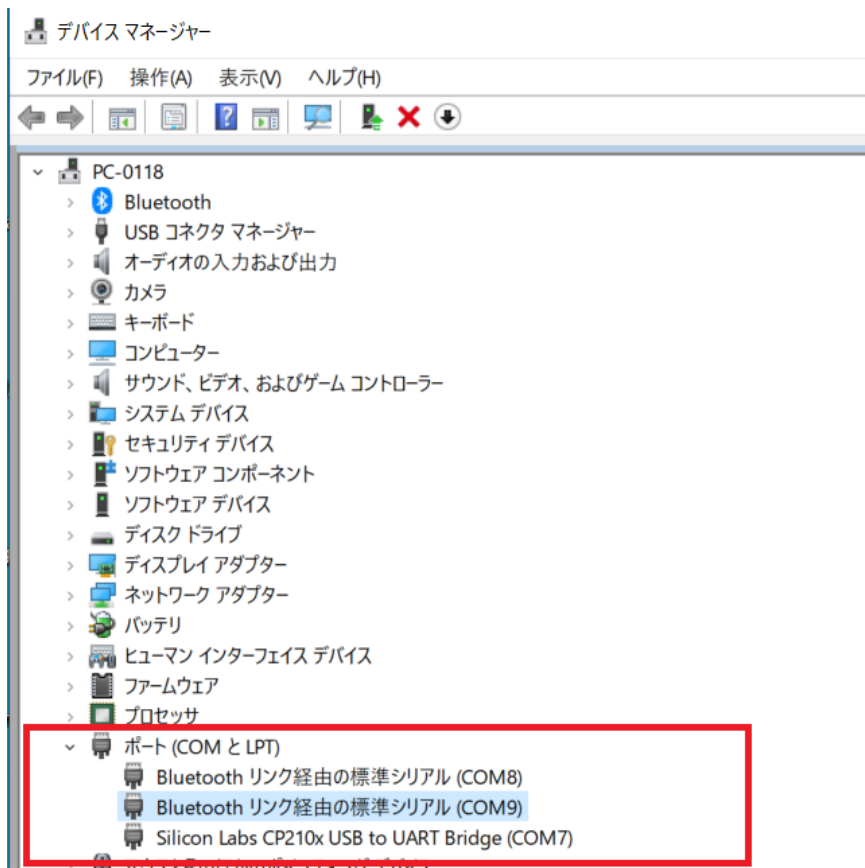 デバイス マネージャー
ファイル(F) 操作(A) 表示(V) ヘルプ(H)
PC-0118
Bluetooth
USB コネクタ マネージャー
オーディオの入力および出力
カメラ
キーボード
コンピューター
サウンド、ビデオ、およびゲーム コントローラー
システム デバイス
セキュリティ デバイス
ソフトウェア コンポーネント
ソフトウェア デバイス
ディスク ドライブ
ディスプレイ アダプター
ネットワーク アダプター
バッテリ
ヒューマン インターフェイス デバイス
ファームウェア
プロセッサ
ポート (COM と LPT)
Bluetooth リンク経由の標準シリアル (COM8)
Bluetooth リンク経由の標準シリアル (COM9)
Silicon Labs CP210x USB to UART Bridge (COM7)